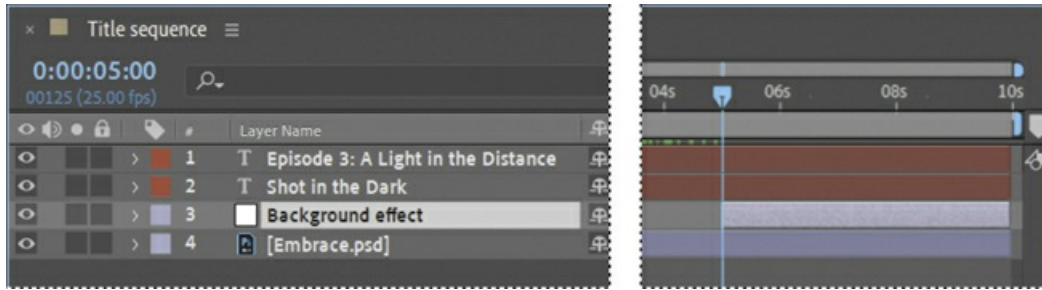 × Title sequence ≡
0:00:05:00
00125 (25.00 fps)
04s 06s 08s 10s
# Layer Name
1 T Episode 3: A Light in the Distance
2 T Shot in the Dark
3 Background effect
4 [Embrace.psd]